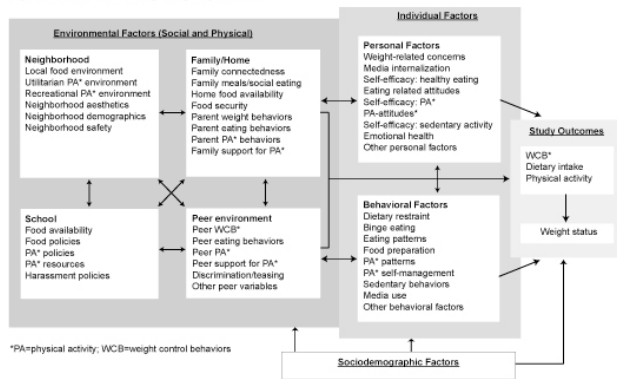 Environmental Factors (Social and Physical)
Neighborhood
Local food environment
Utilitarian PA* environment
Recreational PA* environment
Neighborhood aesthetics
Neighborhood demographics
Neighborhood safety
Family/Home
Family connectedness
Family meals/social eating
Home food availability
Food security
Parent weight behaviors
Parent eating behaviors
Parent PA* behaviors
Family support for PA*
School
Food availability
Food policies
PA* policies
PA* resources
Harassment policies
Peer environment
Peer WCB*
Peer eating behaviors
Peer PA*
Peer support for PA*
Discrimination/teasing
Other peer variables
Individual Factors
Personal Factors
Weight-related concerns
Media internalization
Self-efficacy: healthy eating
Eating related attitudes
Self-efficacy: PA*
PA-attitudes*
Self-efficacy: sedentary activity
Emotional health
Other personal factors
Behavioral Factors
Dietary restraint
Binge eating
Eating patterns
Food preparation
PA* patterns
PA* self-management
Sedentary behaviors
Media use
Other behavioral factors
Study Outcomes
WCB*
Dietary intake
Physical activity
Weight status
Sociodemographic Factors
*PA=physical activity; WCB=weight control behaviors